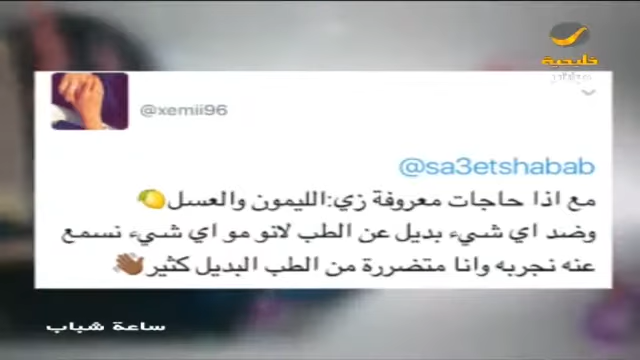 خليجية
مباشر
@xemii96
@sa3etshabab
مع اذا حاجات معروفة زي:الليمون والعسل🍋
وضد اي شيء بديل عن الطب لانو مو اي شيء نسمع
عنه نجربه وانا متضررة من الطب البديل كثير👋🏾
ساعة شباب